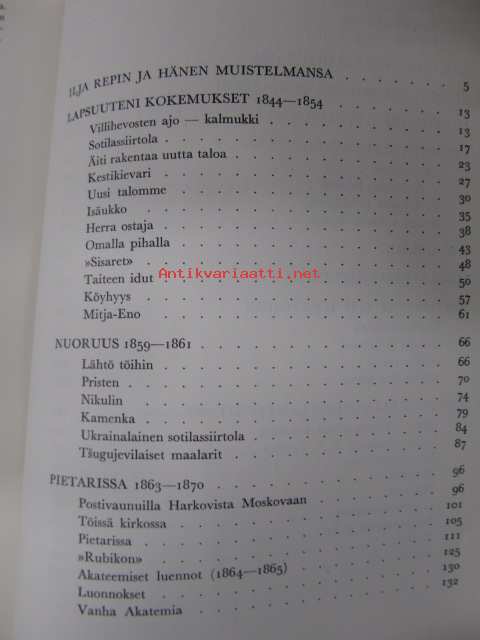 ILJA REPIN JA HÄNEN MUISTELMANSA . . . . . . 5
LAPSUUTENI KOKEMUKSET 1844—1854 . . . . . . 13
Villihevosten ajo — kalmukki . . . . . . 13
Sotilassiirtola . . . . . . 17
Äiti rakentaa uutta taloa . . . . . . 23
Kestikievari . . . . . . 27
Uusi talomme . . . . . . 30
Isäukko . . . . . . 35
Herra ostaja . . . . . . 38
Omalla pihalla . . . . . . 43
»Sisaret» . . . . . . 48
Taiteen idut . . . . . . 50
Antikvariaatti.net
Köyhyys . . . . . . 57
Mitja-Eno . . . . . . 61
NUORUUS 1859—1861 . . . . . . 66
Lähtö töihin . . . . . . 66
Pristen . . . . . . 70
Nikulin . . . . . . 74
Kamenka . . . . . . 79
Ukrainalainen sotilassiirtola . . . . . . 84
Tšugujevilaiset maalarit . . . . . . 87
PIETARISSA 1863—1870 . . . . . . 96
Postivaunuilla Harkovista Moskovaan . . . . . . 96
Töissä kirkossa . . . . . . 101
Pietarissa . . . . . . 105
»Rubikon» . . . . . . 111
Akateemiset luennot (1864—1865) . . . . . . 125
Luonnokset . . . . . . 130
Vanha Akatemia . . . . . . 132